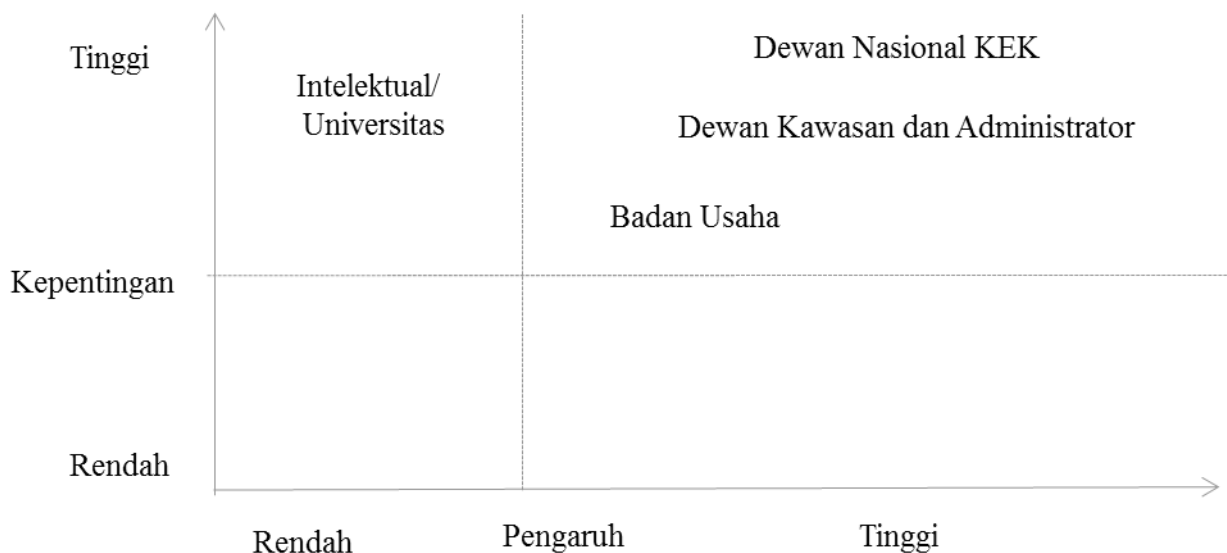 Tinggi
Dewan Nasional KEK
Intelektual/
Universitas
Dewan Kawasan dan Administrator
Badan Usaha
Kepentingan
Rendah
Rendah
Pengaruh
Tinggi